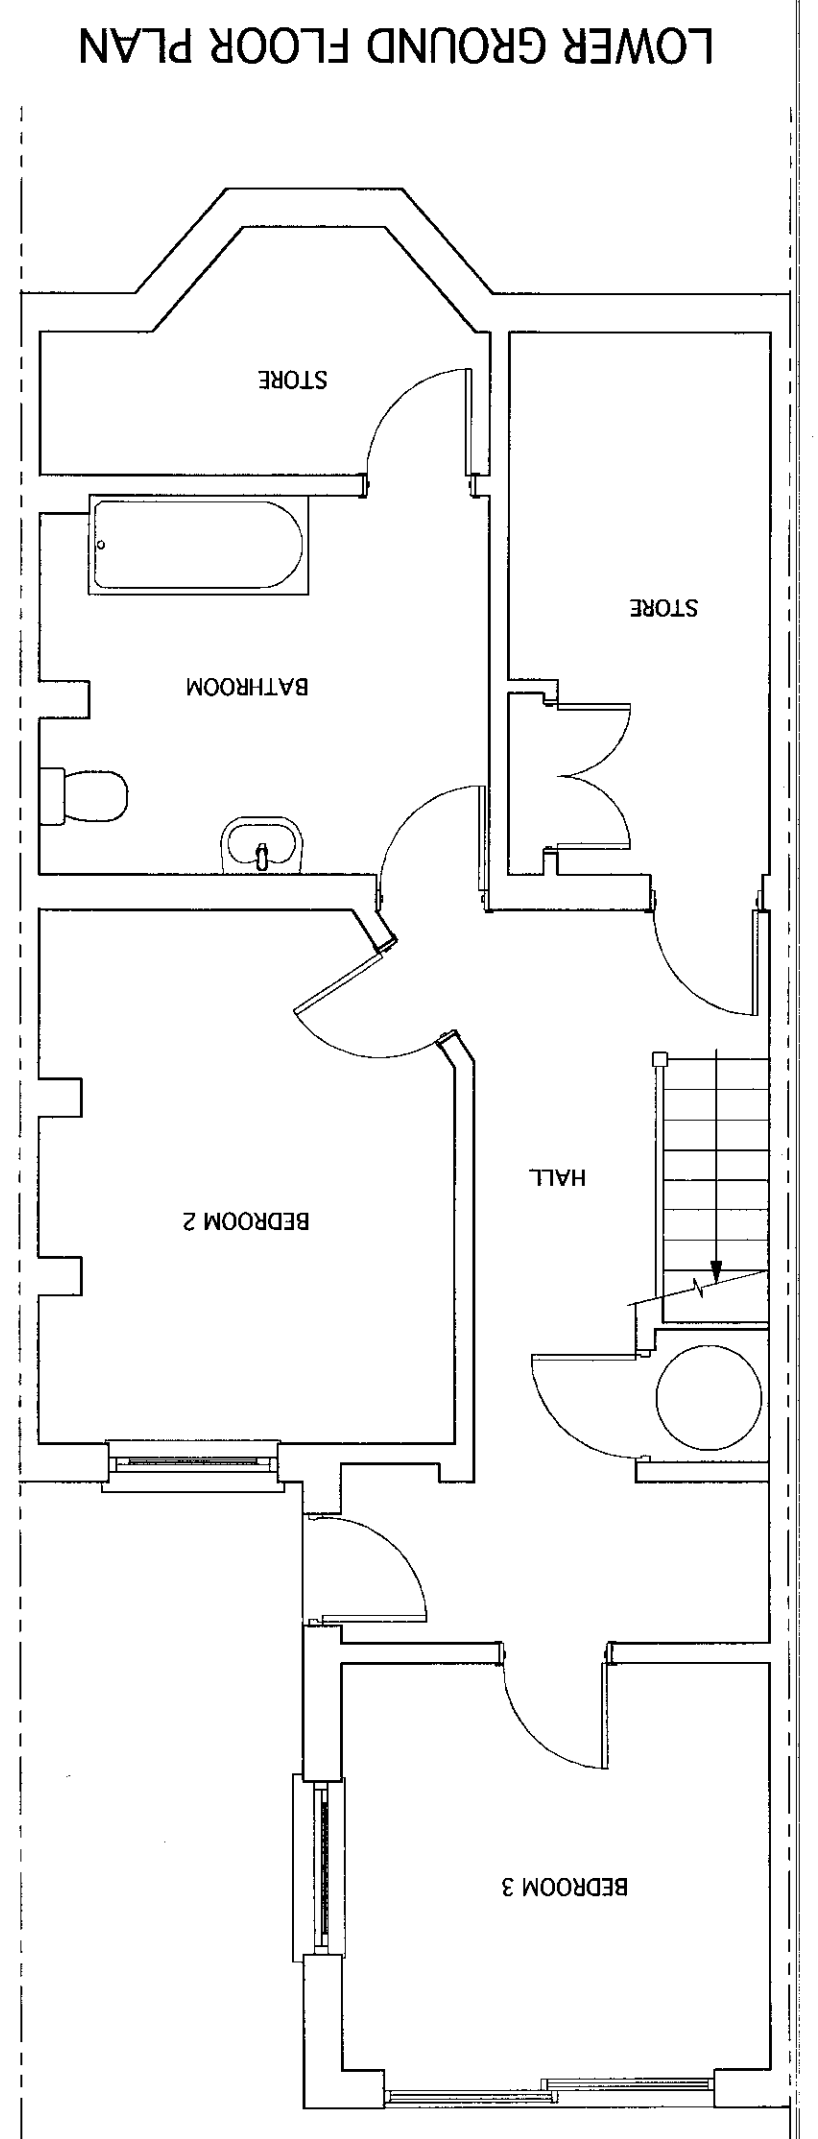 BEDROOM 3
BEDROOM 2
HALL
BATHROOM
STORE
STORE
LOWER GROUND FLOOR PLAN